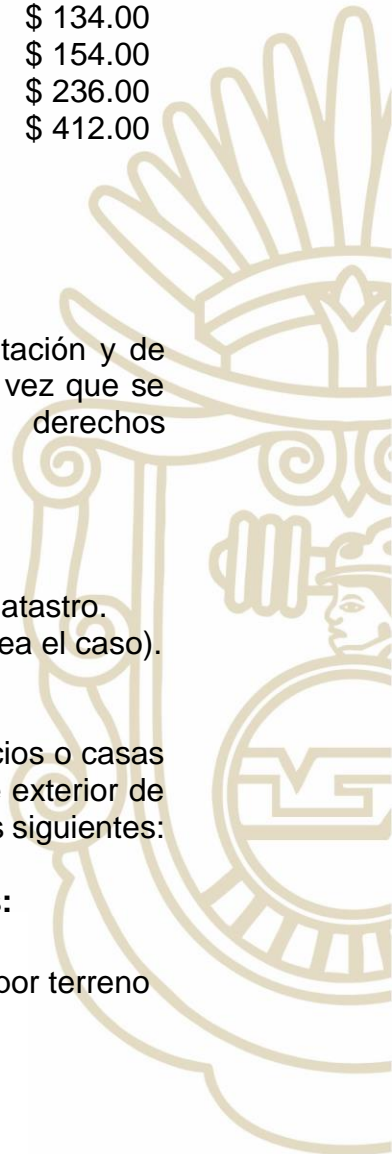 $ 134.00
$ 154.00
$ 236.00
$ 412.00
tación y de
vez que se
derechos
atastro.
ea el caso).
cios o casas
e exterior de
s siguientes:
:
por terreno